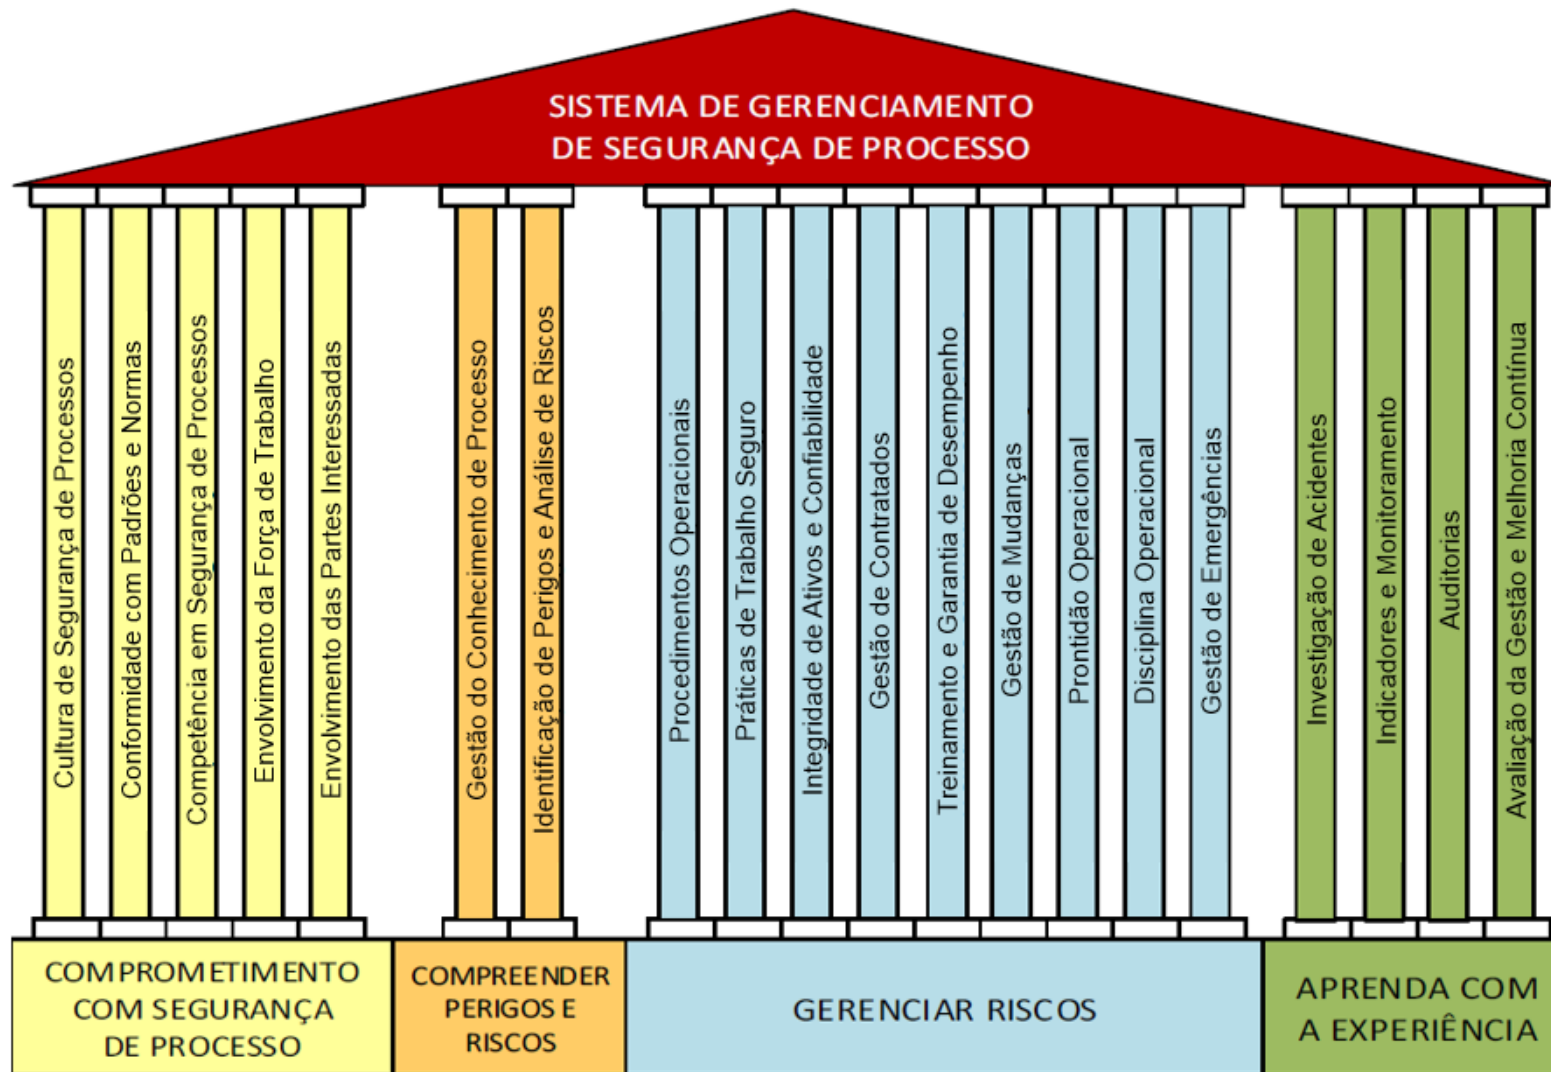 SISTEMA DE GERENCIAMENTO
DE SEGURANÇA DE PROCESSO
Cultura de Segurança de Processos
Conformidade com Padrões e Normas
Competência em Segurança de Processos
Envolvimento da Força de Trabalho
Envolvimento das Partes Interessadas
Gestão do Conhecimento de Processo
Identificação de Perigos e Análise de Riscos
Procedimentos Operacionais
Práticas de Trabalho Seguro
Integridade de Ativos e Confiabilidade
Gestão de Contratados
Treinamento e Garantia de Desempenho
Gestão de Mudanças
Prontidão Operacional
Disciplina Operacional
Gestão de Emergências
Investigação de Acidentes
Indicadores e Monitoramento
Auditorias
Avaliação da Gestão e Melhoria Contínua
COMPROMETIMENTO
COM SEGURANÇA
DE PROCESSO
COMPREENDER
PERIGOS E
RISCOS
GERENCIAR RISCOS
APRENDA COM
A EXPERIÊNCIA